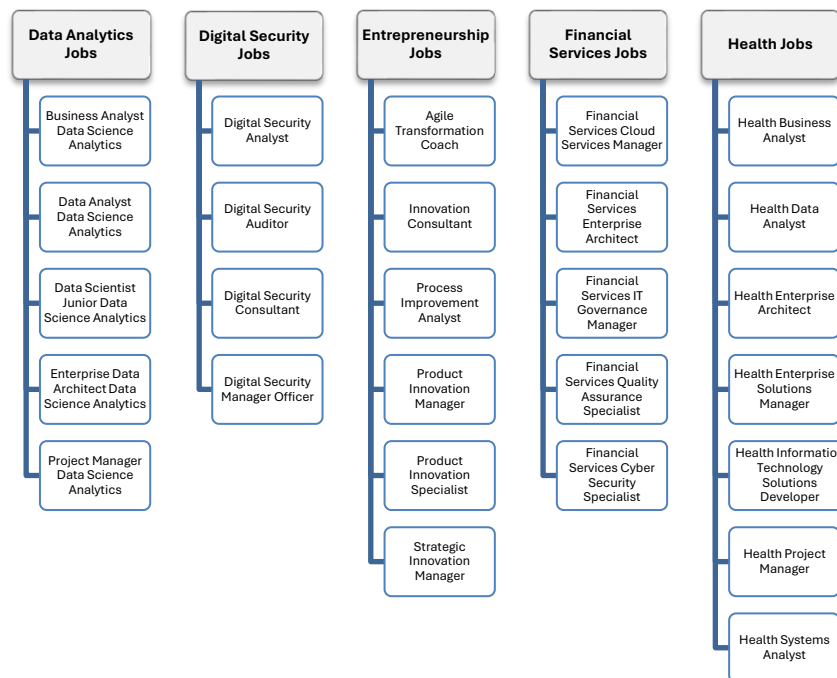 Data Analytics
Jobs
Business Analyst
Data Science
Analytics
Data Analyst
Data Science
Analytics
Data Scientist
Junior Data
Science Analytics
Enterprise Data
Architect Data
Science Analytics
Project Manager
Data Science
Analytics
Digital Security
Jobs
Digital Security
Analyst
Digital Security
Auditor
Digital Security
Consultant
Digital Security
Manager Officer
Entrepreneurship
Jobs
Agile
Transformation
Coach
Innovation
Consultant
Process
Improvement
Analyst
Product
Innovation
Manager
Product
Innovation
Specialist
Strategic
Innovation
Manager
Financial
Services Jobs
Financial
Services Cloud
Services Manager
Financial
Services
Enterprise
Architect
Financial
Services IT
Governance
Manager
Financial
Services Quality
Assurance
Specialist
Financial
Services Cyber
Security
Specialist
Health Jobs
Health Business
Analyst
Health Data
Analyst
Health Enterprise
Architect
Health Enterprise
Solutions
Manager
Health Informatio
Technology
Solutions
Developer
Health Project
Manager
Health Systems
Analyst